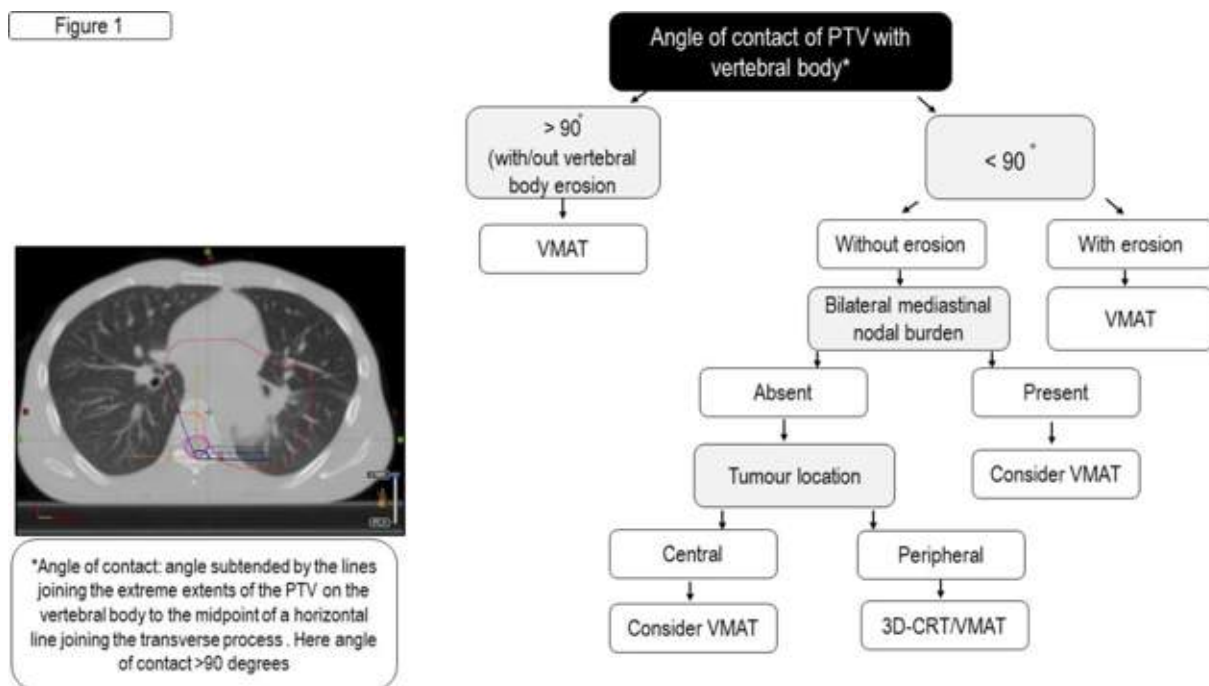 Figure 1
Angle of contact of PTV with
vertebral body*
> 90°
(with/out vertebral
body erosion
< 90°
VMAT
Without erosion
With erosion
Bilateral mediastinal
nodal burden
VMAT
Absent
Present
Tumour location
Consider VMAT
Central
Peripheral
Consider VMAT
3D-CRT/VMAT
*Angle of contact: angle subtended by the lines
joining the extreme extents of the PTV on the
vertebral body to the midpoint of a horizontal
line joining the transverse process . Here angle
of contact >90 degrees